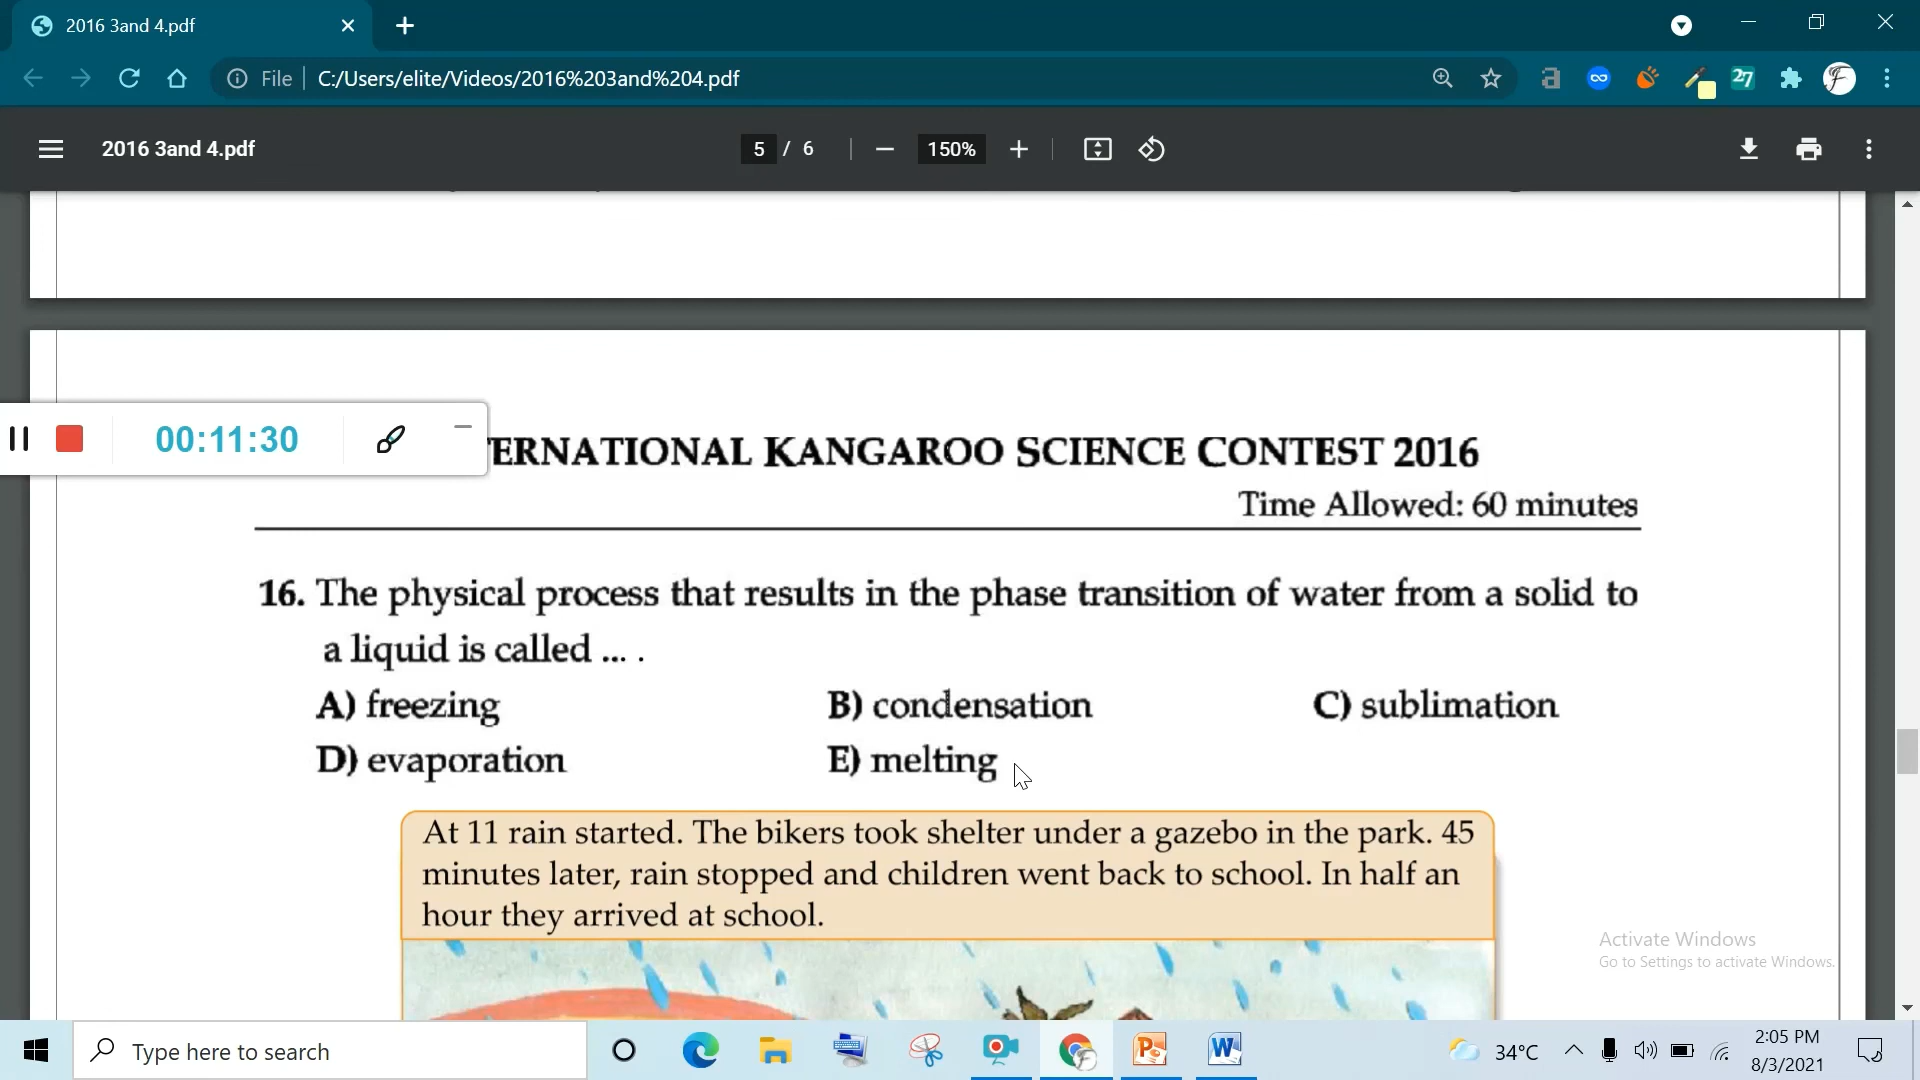 2016 3and 4.pdf
File
C:/Users/elite/Videos/2016%203and%204.pdf
27
2016 3and 4.pdf
5 / 6
150%
00:11:30
ERNATIONAL KANGAROO SCIENCE CONTEST 2016
Time Allowed: 60 minutes
16. The physical process that results in the phase transition of water from a solid to
a liquid is called ... .
A) freezing B) condensation C) sublimation
D) evaporation E) melting
At 11 rain started. The bikers took shelter under a gazebo in the park. 45
minutes later, rain stopped and children went back to school. In half an
hour they arrived at school.
Activate Windows
Go to Settings to activate Windows.
Type here to search
34°C
2:05 PM
8/3/2021